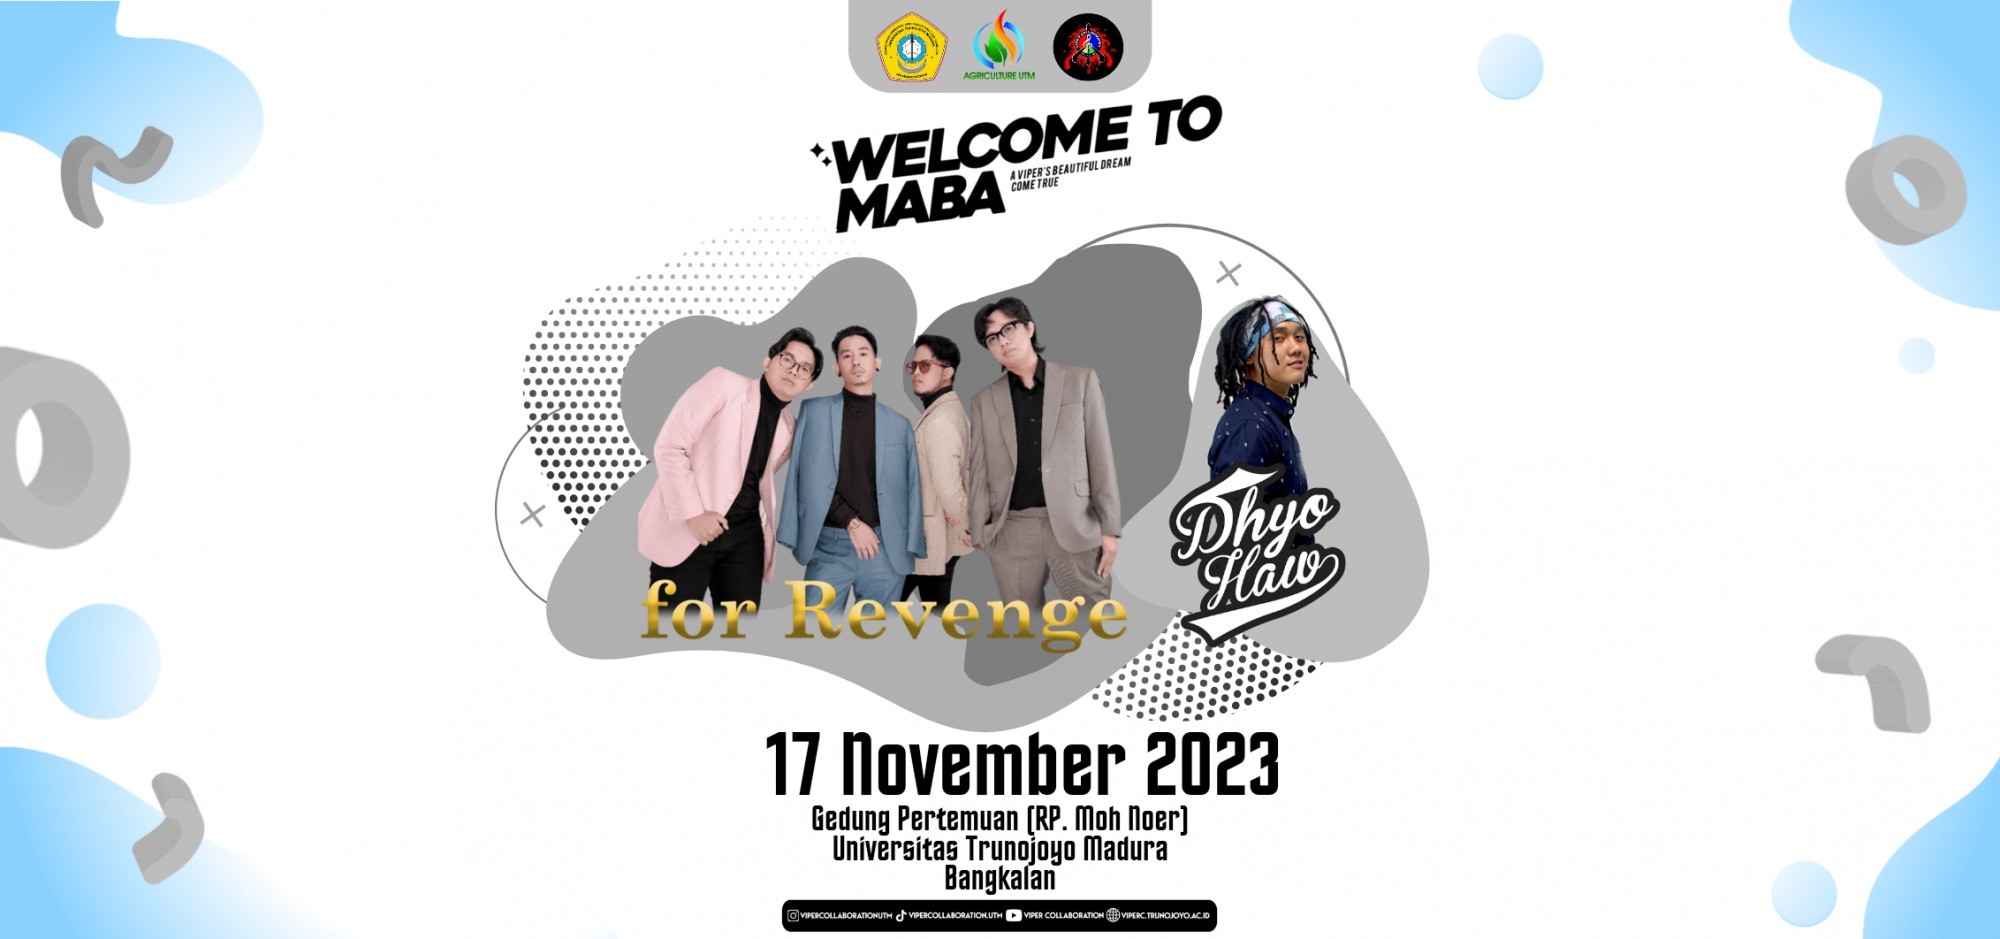 AGRICULTURE UTM
WELCOME TO
MABA
A VIPER'S BEAUTIFUL DREAM
COME TRUE
for Revenge
Dhyo
Haw
17 November 2023
Gedung Pertemuan (RP. Moh Noer)
Universitas Trunojoyo Madura
Bangkalan
VIPERCOLLABORATIONUTM VIPERCOLLABORATION.UTM VIPER COLLABORATION VIPERC.TRUNOJOYO.AC.ID